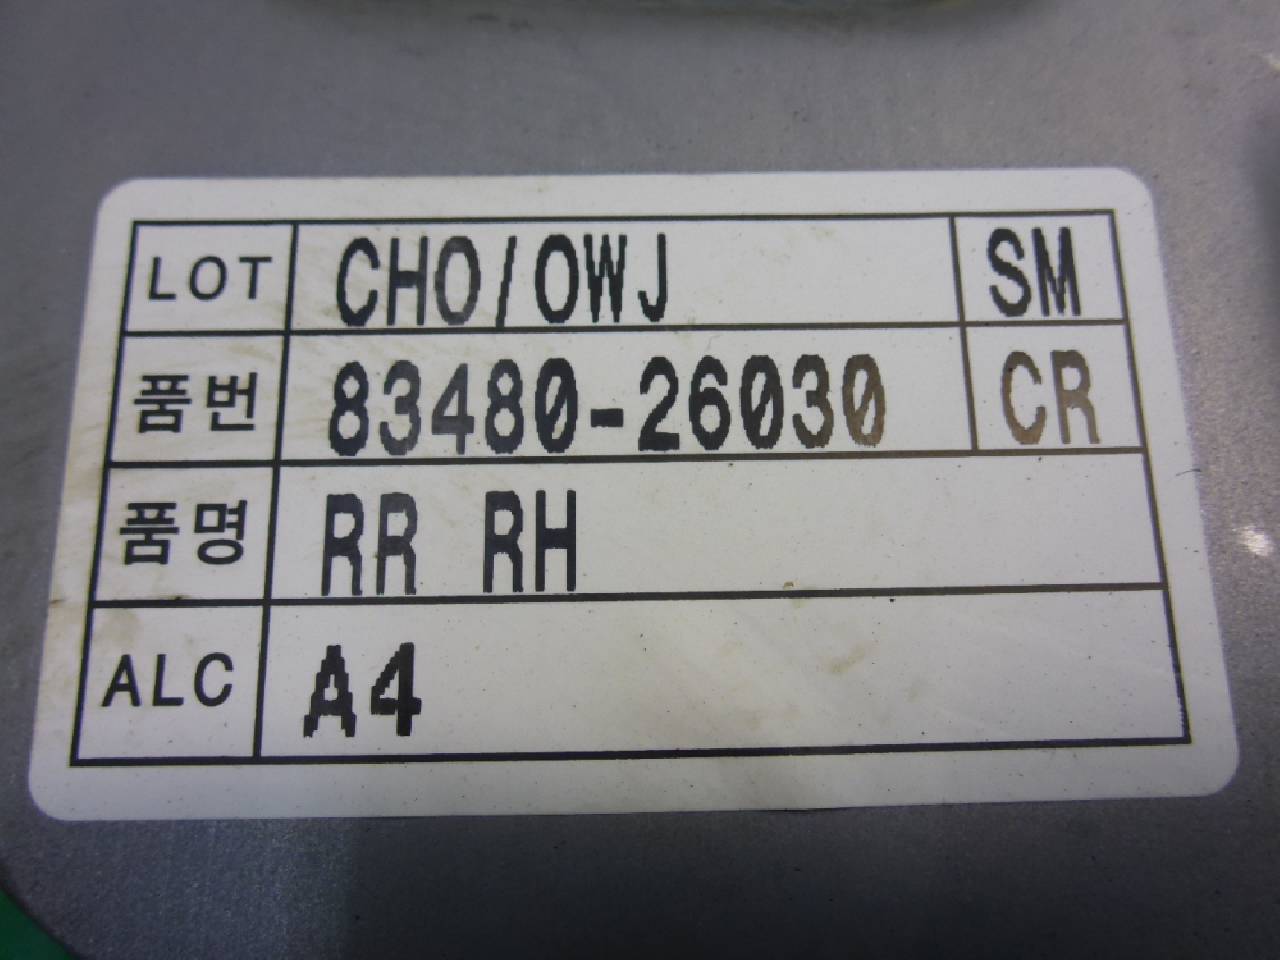 LOT CHO/OWJ SM
품번 83480-26030 CR
품명 RR RH
ALC A4